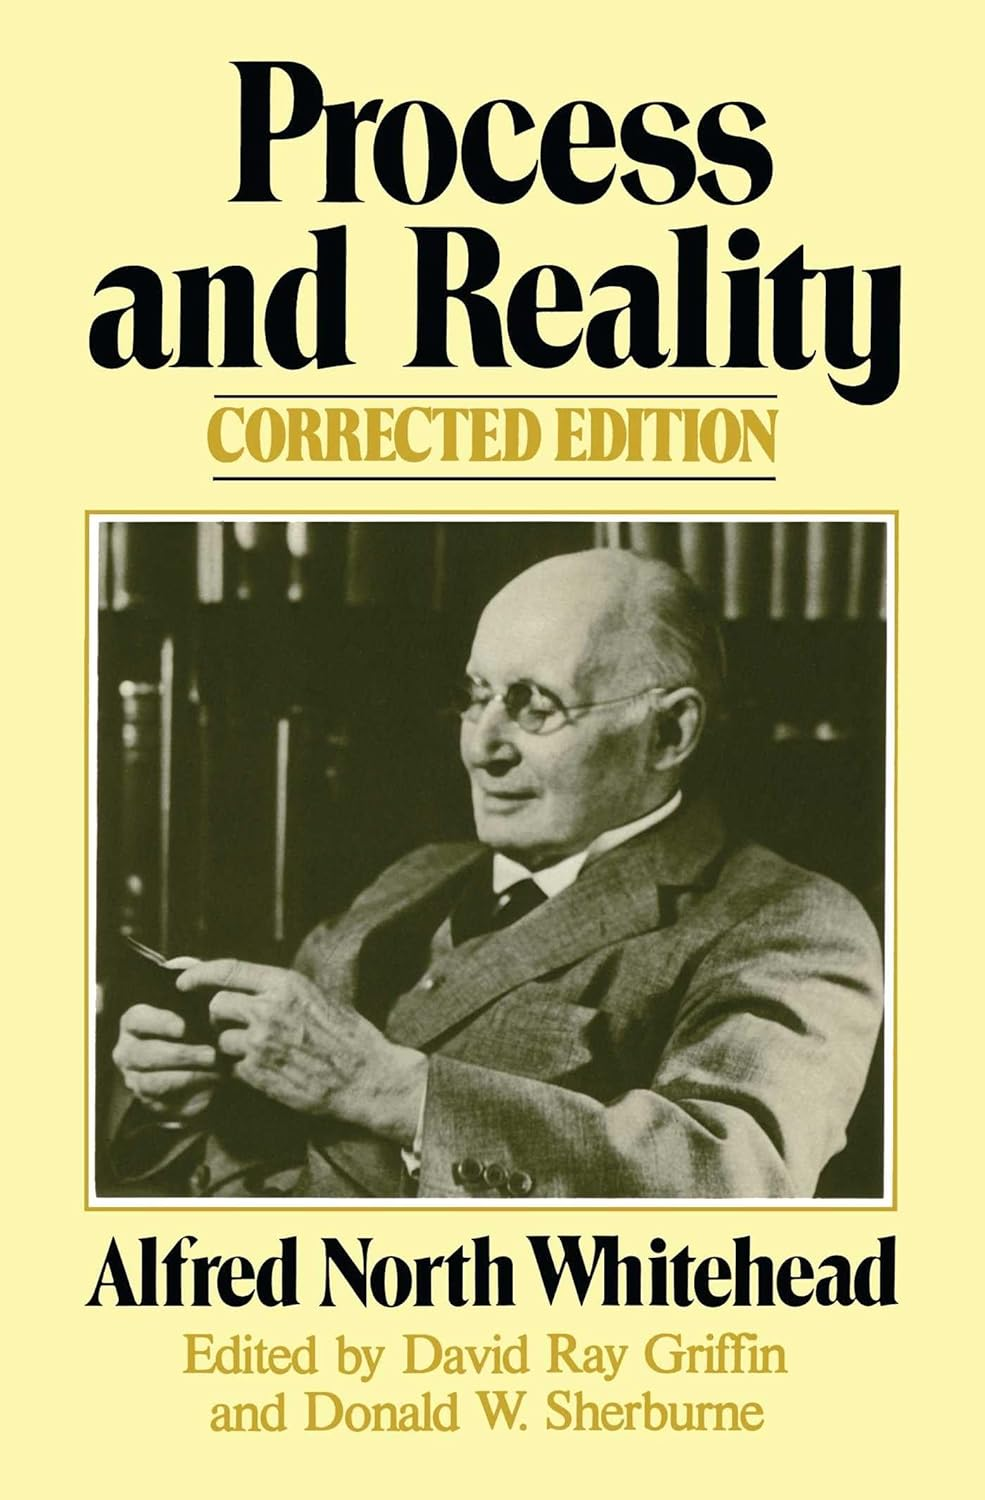 Process
and Reality
CORRECTED EDITION
Alfred North Whitehead
Edited by David Ray Griffin
and Donald W. Sherburne